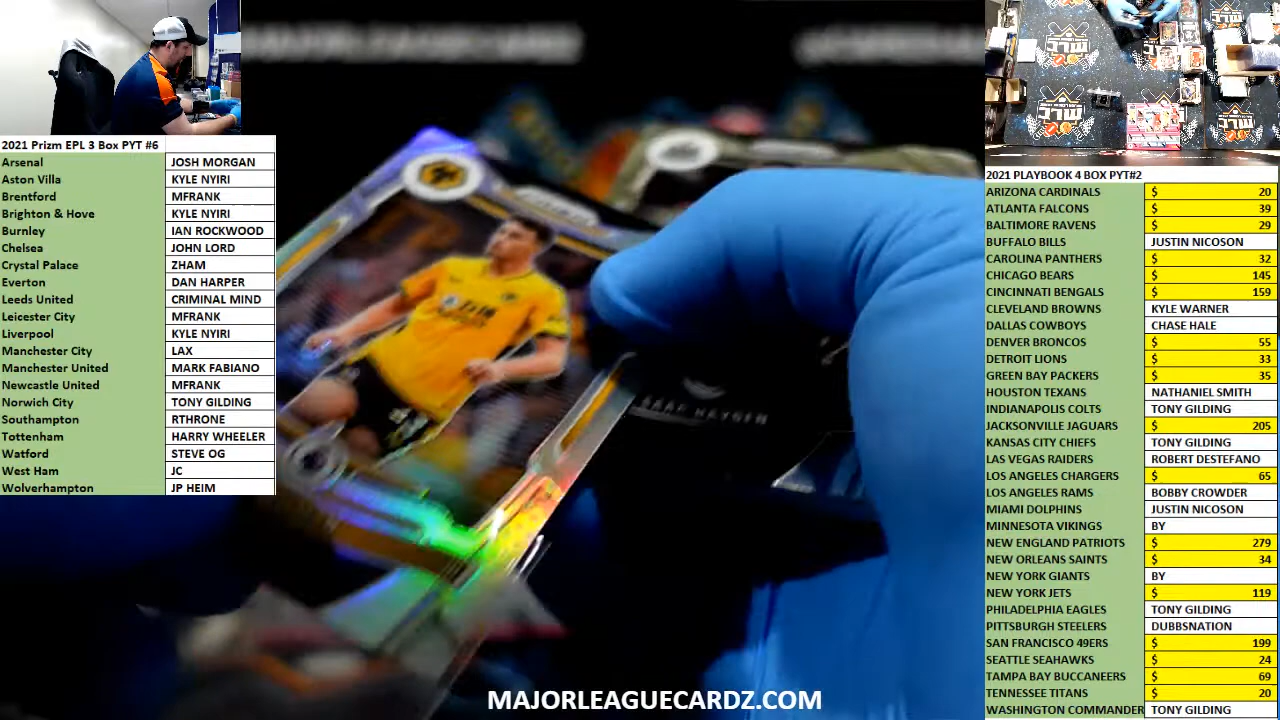 2021 Prizm EPL 3 Box PYT #6
Arsenal JOSH MORGAN
Aston Villa KYLE NYIRI
Brentford MFRANK
Brighton & Hove KYLE NYIRI
Burnley IAN ROCKWOOD
Chelsea JOHN LORD
Crystal Palace ZHAM
Everton DAN HARPER
Leeds United CRIMINAL MIND
Leicester City MFRANK
Liverpool KYLE NYIRI
Manchester City LAX
Manchester United MARK FABIANO
Newcastle United MFRANK
Norwich City TONY GILDING
Southampton RTHRONE
Tottenham HARRY WHEELER
Watford STEVE OG
West Ham JC
Wolverhampton JP HEIM
MLC
2021 PLAYBOOK 4 BOX PYT#2
ARIZONA CARDINALS $ 20
ATLANTA FALCONS $ 39
BALTIMORE RAVENS $ 29
BUFFALO BILLS JUSTIN NICOSON
CAROLINA PANTHERS $ 32
CHICAGO BEARS $ 145
CINCINNATI BENGALS $ 159
CLEVELAND BROWNS KYLE WARNER
DALLAS COWBOYS CHASE HALE
DENVER BRONCOS $ 55
DETROIT LIONS $ 33
GREEN BAY PACKERS $ 35
HOUSTON TEXANS NATHANIEL SMITH
INDIANAPOLIS COLTS TONY GILDING
JACKSONVILLE JAGUARS $ 205
KANSAS CITY CHIEFS TONY GILDING
LAS VEGAS RAIDERS ROBERT DESTEFANO
LOS ANGELES CHARGERS $ 65
LOS ANGELES RAMS BOBBY CROWDER
MIAMI DOLPHINS JUSTIN NICOSON
MINNESOTA VIKINGS BY
NEW ENGLAND PATRIOTS $ 279
NEW ORLEANS SAINTS $ 34
NEW YORK GIANTS BY
NEW YORK JETS $ 119
PHILADELPHIA EAGLES TONY GILDING
PITTSBURGH STEELERS DUBBSNATION
SAN FRANCISCO 49ERS $ 199
SEATTLE SEAHAWKS $ 24
TAMPA BAY BUCCANEERS $ 69
TENNESSEE TITANS $ 20
WASHINGTON COMMANDER TONY GILDING
MAJORLEAGUECARDZ.COM